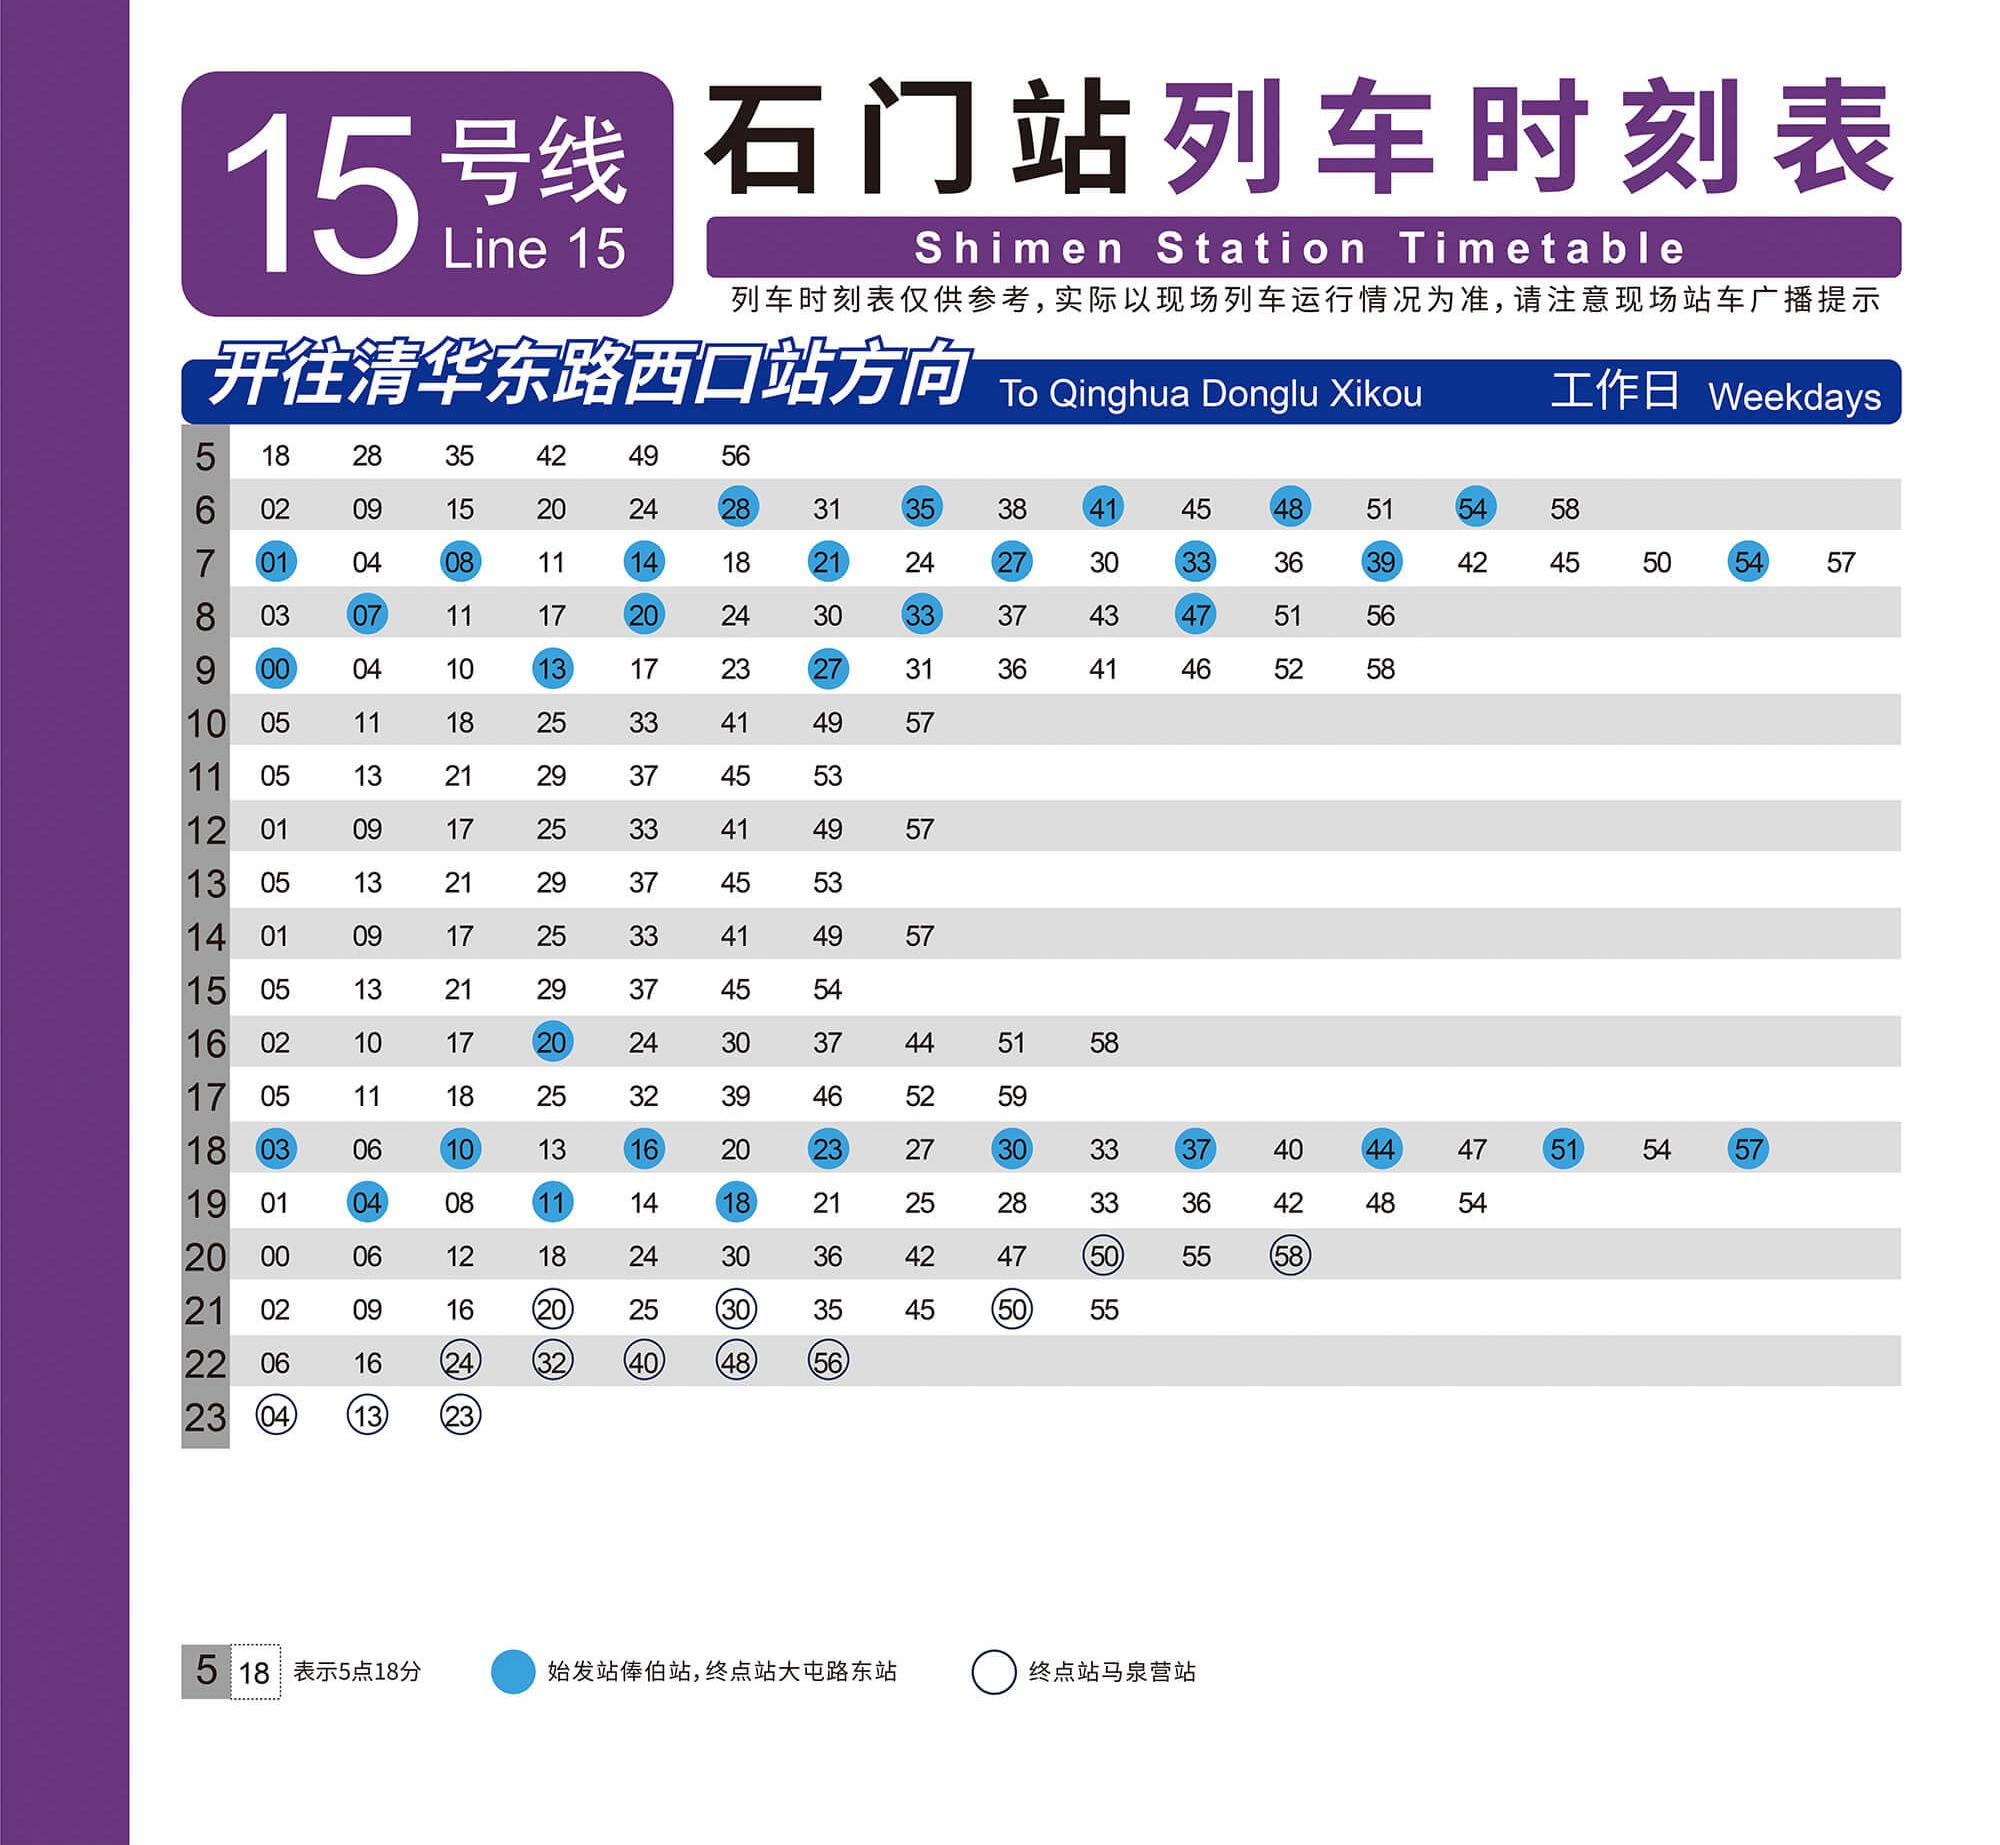 15号线
Line 15
石门站列车时刻表
Shimen Station Timetable
列车时刻表仅供参考,实际以现场列车运行情况为准,请注意现场站车广播提示
开往清华东路西口站方向 To Qinghua Donglu Xikou 工作日 Weekdays
5 18 28 35 42 49 56
6 02 09 15 20 24 28 31 35 38 41 45 48 51 54 58
7 01 04 08 11 14 18 21 24 27 30 33 36 39 42 45 50 54 57
8 03 07 11 17 20 24 30 33 37 43 47 51 56
9 00 04 10 13 17 23 27 31 36 41 46 52 58
10 05 11 18 25 33 41 49 57
11 05 13 21 29 37 45 53
12 01 09 17 25 33 41 49 57
13 05 13 21 29 37 45 53
14 01 09 17 25 33 41 49 57
15 05 13 21 29 37 45 54
16 02 10 17 20 24 30 37 44 51 58
17 05 11 18 25 32 39 46 52 59
18 03 06 10 13 16 20 23 27 30 33 37 40 44 47 51 54 57
19 01 04 08 11 14 18 21 25 28 33 36 42 48 54
20 00 06 12 18 24 30 36 42 47 50 55 58
21 02 09 16 20 25 30 35 45 50 55
22 06 16 24 32 40 48 56
23 04 13 23
5 18 表示5点18分 始发站俸伯站,终点站大屯路东站 终点站马泉营站